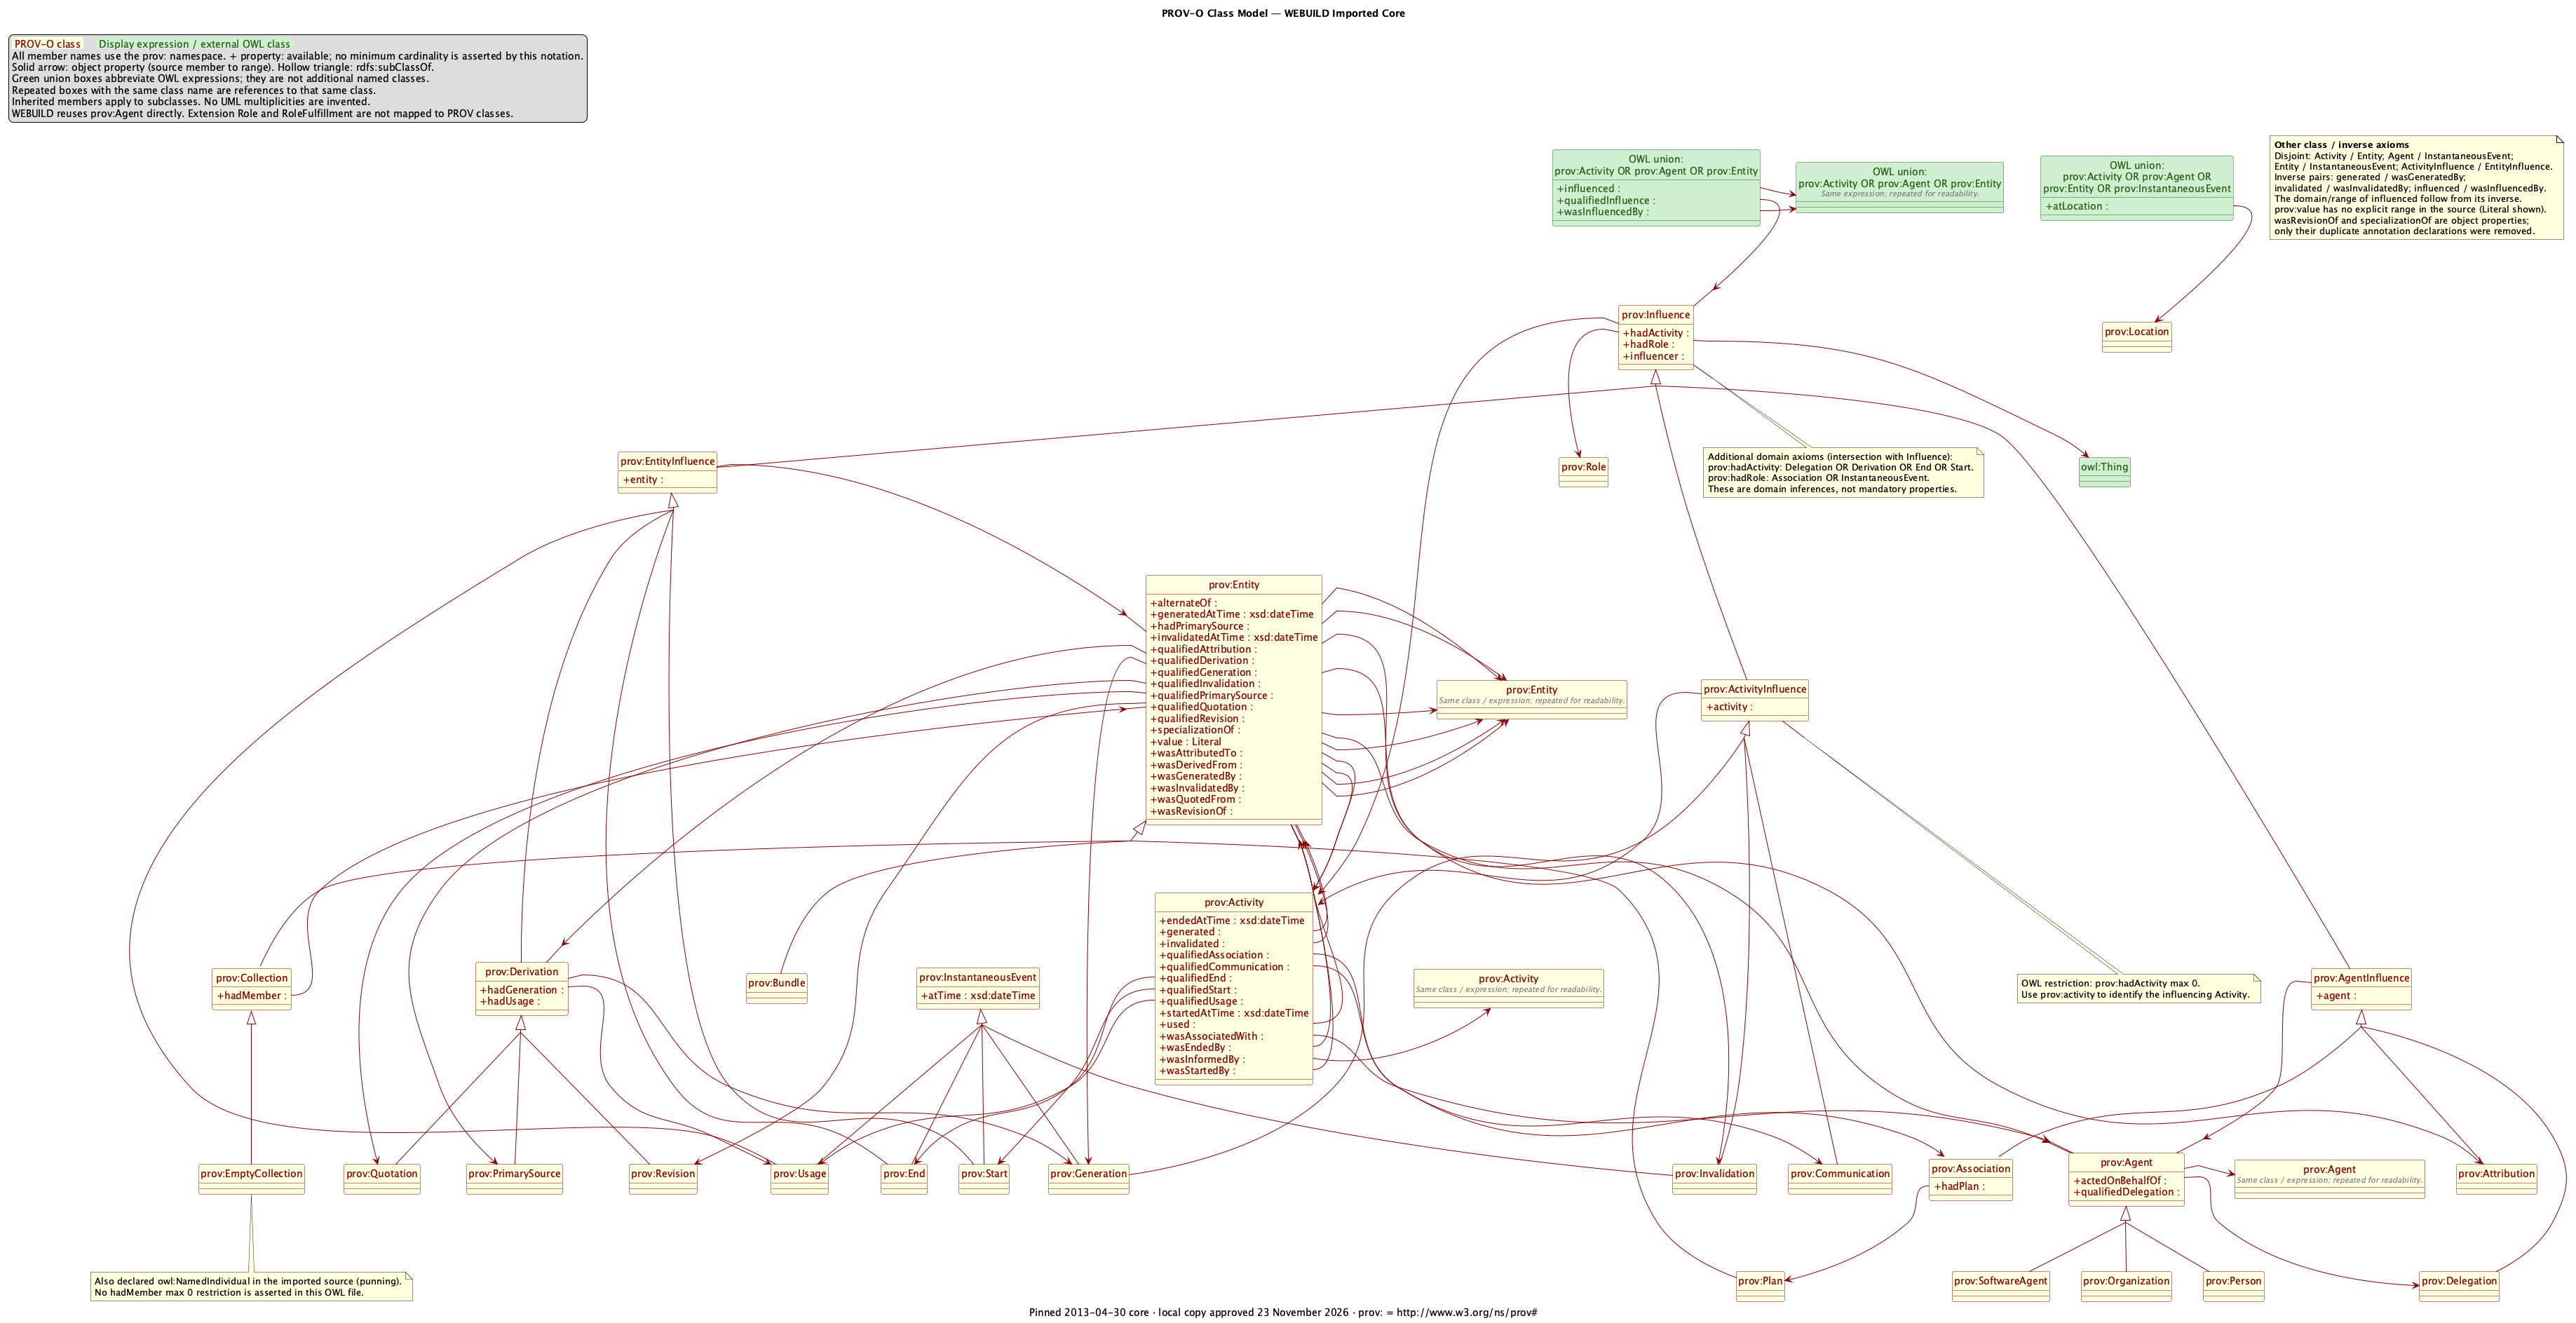 PROV-O Class Model — WEBUILD Imported Core
PROV-O class   Display expression / external OWL class
All member names use the prov: namespace. + property: available; no minimum cardinality is asserted by this notation.
Solid arrow: object property (source member to range). Hollow triangle: rdfs:subClassOf.
Green union boxes abbreviate OWL expressions; they are not additional named classes.
Repeated boxes with the same class name are references to that same class.
Inherited members apply to subclasses. No UML multiplicities are invented.
WEBUILD reuses prov:Agent directly. Extension Role and RoleFulfillment are not mapped to PROV classes.
OWL union:
prov:Activity OR prov:Agent OR prov:Entity
+influenced :
+qualifiedInfluence :
+wasInfluencedBy :
OWL union:
prov:Activity OR prov:Agent OR prov:Entity
Same expression; repeated for readability.
OWL union:
prov:Activity OR prov:Agent OR
prov:Entity OR prov:InstantaneousEvent
+atLocation :
Other class / inverse axioms
Disjoint: Activity / Entity; Agent / InstantaneousEvent;
Entity / InstantaneousEvent; ActivityInfluence / EntityInfluence.
Inverse pairs: generated / wasGeneratedBy;
invalidated / wasInvalidatedBy; influenced / wasInfluencedBy.
The domain/range of influenced follow from its inverse.
prov:value has no explicit range in the source (Literal shown).
wasRevisionOf and specializationOf are object properties;
only their duplicate annotation declarations were removed.
prov:Influence
+hadActivity :
+hadRole :
+influencer :
prov:Location
prov:EntityInfluence
+entity :
prov:Role
Additional domain axioms (intersection with Influence):
prov:hadActivity: Delegation OR Derivation OR End OR Start.
prov:hadRole: Association OR InstantaneousEvent.
These are domain inferences, not mandatory properties.
owl:Thing
prov:Entity
+alternateOf :
+generatedAtTime : xsd:dateTime
+hadPrimarySource :
+invalidatedAtTime : xsd:dateTime
+qualifiedAttribution :
+qualifiedDerivation :
+qualifiedGeneration :
+qualifiedInvalidation :
+qualifiedPrimarySource :
+qualifiedQuotation :
+qualifiedRevision :
+specializationOf :
+value : Literal
+wasAttributedTo :
+wasDerivedFrom :
+wasGeneratedBy :
+wasInvalidatedBy :
+wasQuotedFrom :
+wasRevisionOf :
prov:Entity
Same class / expression; repeated for readability.
prov:ActivityInfluence
+activity :
prov:Activity
+endedAtTime : xsd:dateTime
+generated :
+invalidated :
+qualifiedAssociation :
+qualifiedCommunication :
+qualifiedEnd :
+qualifiedStart :
+qualifiedUsage :
+startedAtTime : xsd:dateTime
+used :
+wasAssociatedWith :
+wasEndedBy :
+wasInformedBy :
+wasStartedBy :
prov:Collection
+hadMember :
prov:Derivation
+hadGeneration :
+hadUsage :
prov:Bundle
prov:InstantaneousEvent
+atTime : xsd:dateTime
prov:Activity
Same class / expression; repeated for readability.
OWL restriction: prov:hadActivity max 0.
Use prov:activity to identify the influencing Activity.
prov:AgentInfluence
+agent :
prov:EmptyCollection
prov:Quotation
prov:PrimarySource
prov:Revision
prov:Usage
prov:End
prov:Start
prov:Generation
prov:Invalidation
prov:Communication
prov:Association
+hadPlan :
prov:Agent
+actedOnBehalfOf :
+qualifiedDelegation :
prov:Agent
Same class / expression; repeated for readability.
prov:Attribution
Also declared owl:NamedIndividual in the imported source (punning).
No hadMember max 0 restriction is asserted in this OWL file.
prov:Plan
prov:SoftwareAgent
prov:Organization
prov:Person
prov:Delegation
Pinned 2013-04-30 core · local copy approved 23 November 2026 · prov: = http://www.w3.org/ns/prov#